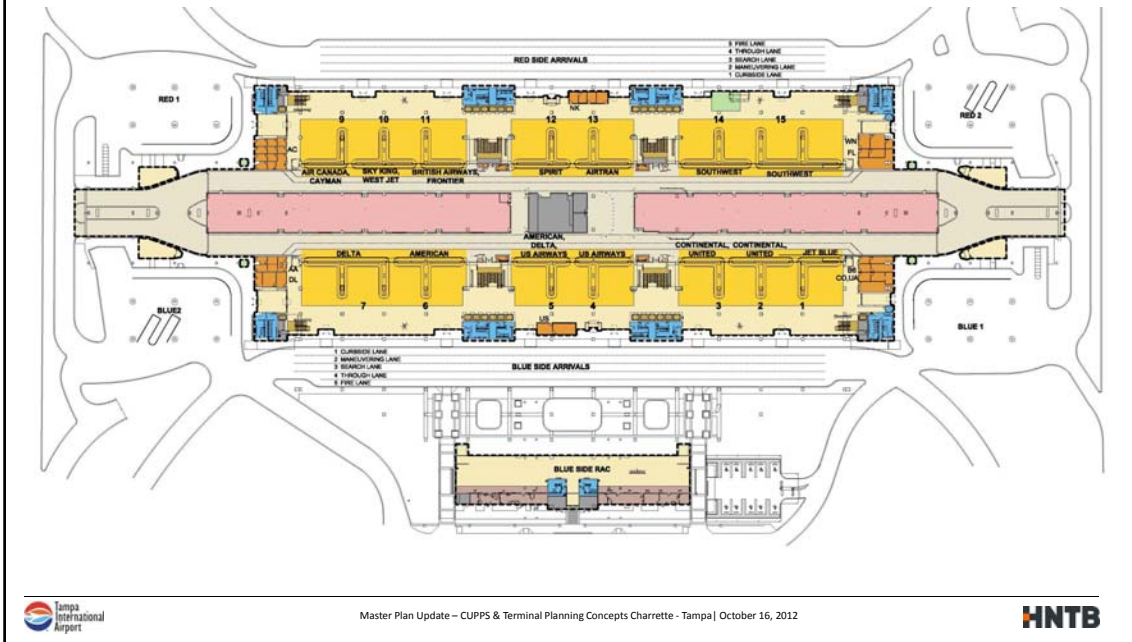 5 FIRE LANE
4 THROUGH LANE
3 SEARCH LANE
2 MANEUVERING LANE
1 CURBSIDE LANE
RED SIDE ARRIVALS
RED 1
RED 2
NK
9
10
11
12
13
14
15
AC
WN
FL
AIR CANADA,
CAYMAN
SKY KING,
WEST JET
BRITISH AIRWAYS,
FRONTIER
SPIRIT
AIRTRAN
SOUTHWEST
SOUTHWEST
DELTA
AMERICAN
AMERICAN,
DELTA,
US AIRWAYS
US AIRWAYS
CONTINENTAL,
UNITED
CONTINENTAL,
UNITED
JET BLUE
AA
DL
B6
CO,UA
7
6
5
4
3
2
1
US
BLUE2
BLUE 1
1 CURBSIDE LANE
2 MANEUVERING LANE
3 SEARCH LANE
4 THROUGH LANE
5 FIRE LANE
BLUE SIDE ARRIVALS
BLUE SIDE RAC
Tampa
International
Airport
Master Plan Update – CUPPS & Terminal Planning Concepts Charrette - Tampa| October 16, 2012
HNTB